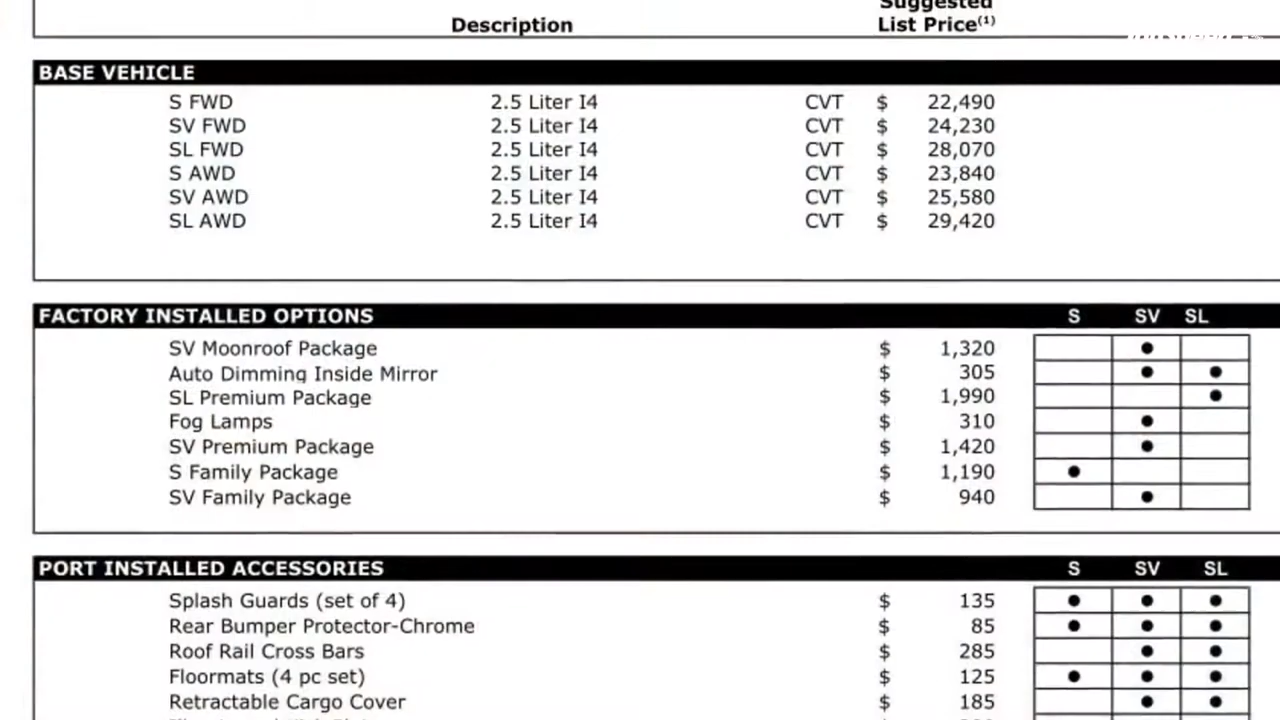 Suggested
Description List Price(1)
BASE VEHICLE
S FWD 2.5 Liter I4 CVT $ 22,490
SV FWD 2.5 Liter I4 CVT $ 24,230
SL FWD 2.5 Liter I4 CVT $ 28,070
S AWD 2.5 Liter I4 CVT $ 23,840
SV AWD 2.5 Liter I4 CVT $ 25,580
SL AWD 2.5 Liter I4 CVT $ 29,420
FACTORY INSTALLED OPTIONS S SV SL
SV Moonroof Package $ 1,320 ●
Auto Dimming Inside Mirror $ 305 ● ●
SL Premium Package $ 1,990 ●
Fog Lamps $ 310 ●
SV Premium Package $ 1,420 ●
S Family Package $ 1,190 ●
SV Family Package $ 940 ●
PORT INSTALLED ACCESSORIES S SV SL
Splash Guards (set of 4) $ 135 ● ● ●
Rear Bumper Protector-Chrome $ 85 ● ● ●
Roof Rail Cross Bars $ 285 ● ●
Floormats (4 pc set) $ 125 ● ● ●
Retractable Cargo Cover $ 185 ● ●